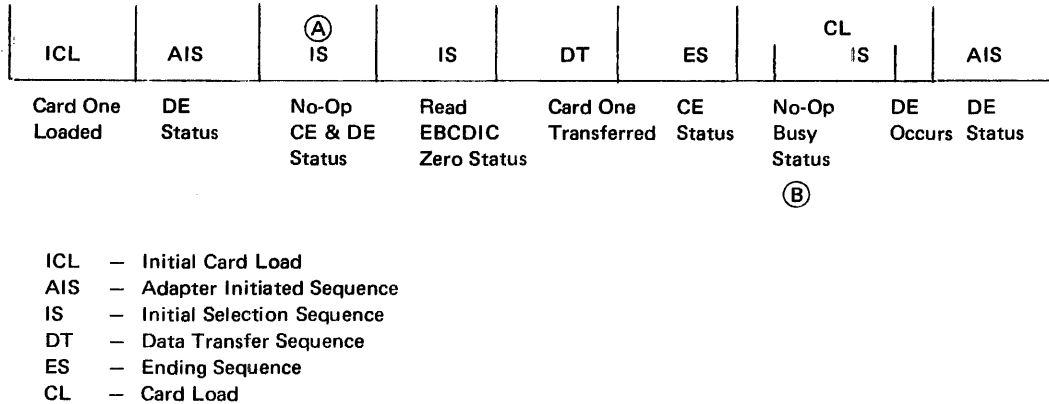 Ⓐ CL
ICL AIS IS IS DT ES IS AIS
Card One DE No-Op Read Card One CE No-Op DE DE
Loaded Status CE & DE EBCDIC Transferred Status Busy Occurs Status
Status Zero Status Status
Ⓑ
ICL – Initial Card Load
AIS – Adapter Initiated Sequence
IS – Initial Selection Sequence
DT – Data Transfer Sequence
ES – Ending Sequence
CL – Card Load